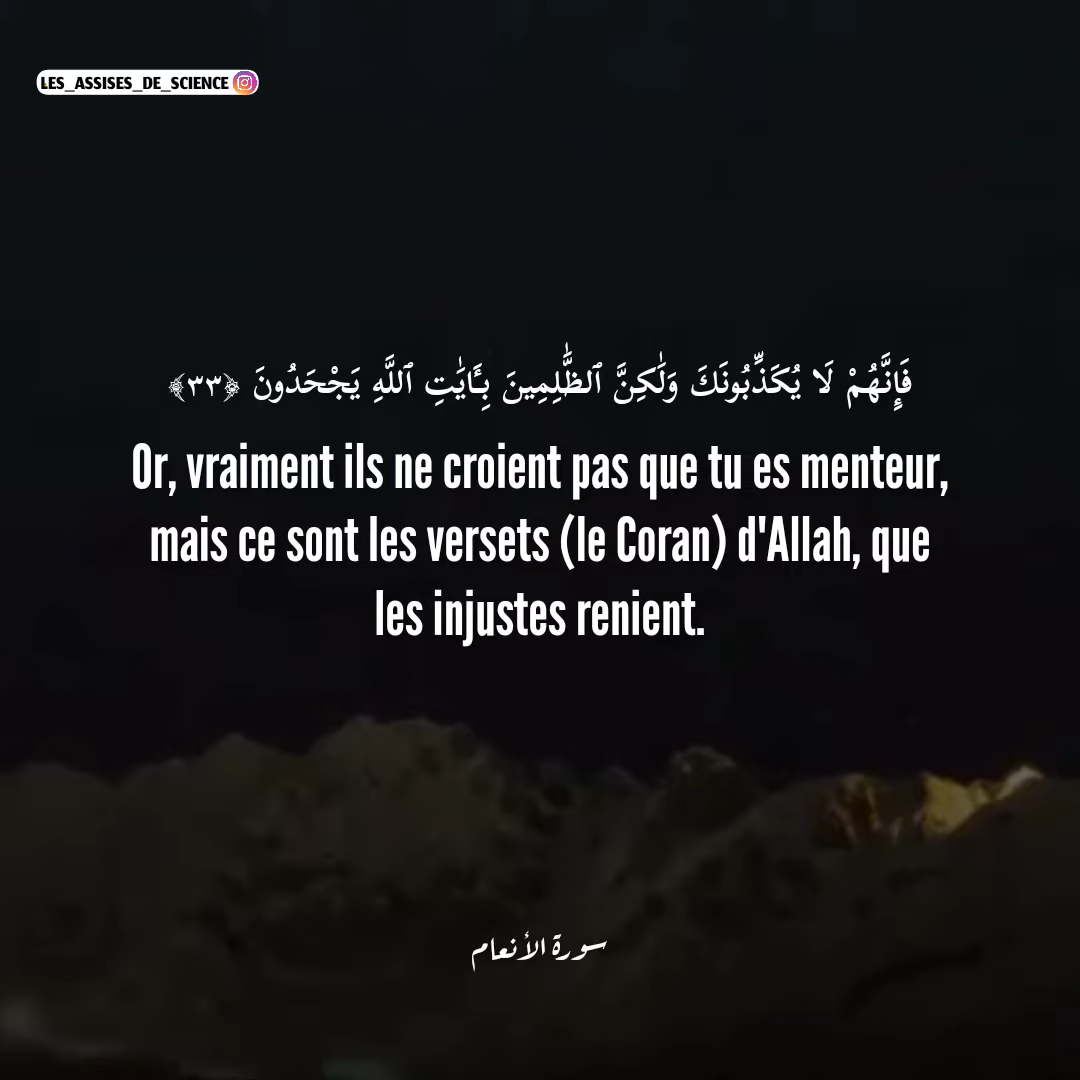 LES_ASSISES_DE_SCIENCE
فَإِنَّهُمْ لَا يُكَذِّبُونَكَ وَلَٰكِنَّ ٱلظَّٰلِمِينَ بِـَٔايَٰتِ ٱللَّهِ يَجْحَدُونَ ﴿٣٣﴾
Or, vraiment ils ne croient pas que tu es menteur,
mais ce sont les versets (le Coran) d'Allah, que
les injustes renient.
سورة الأنعام